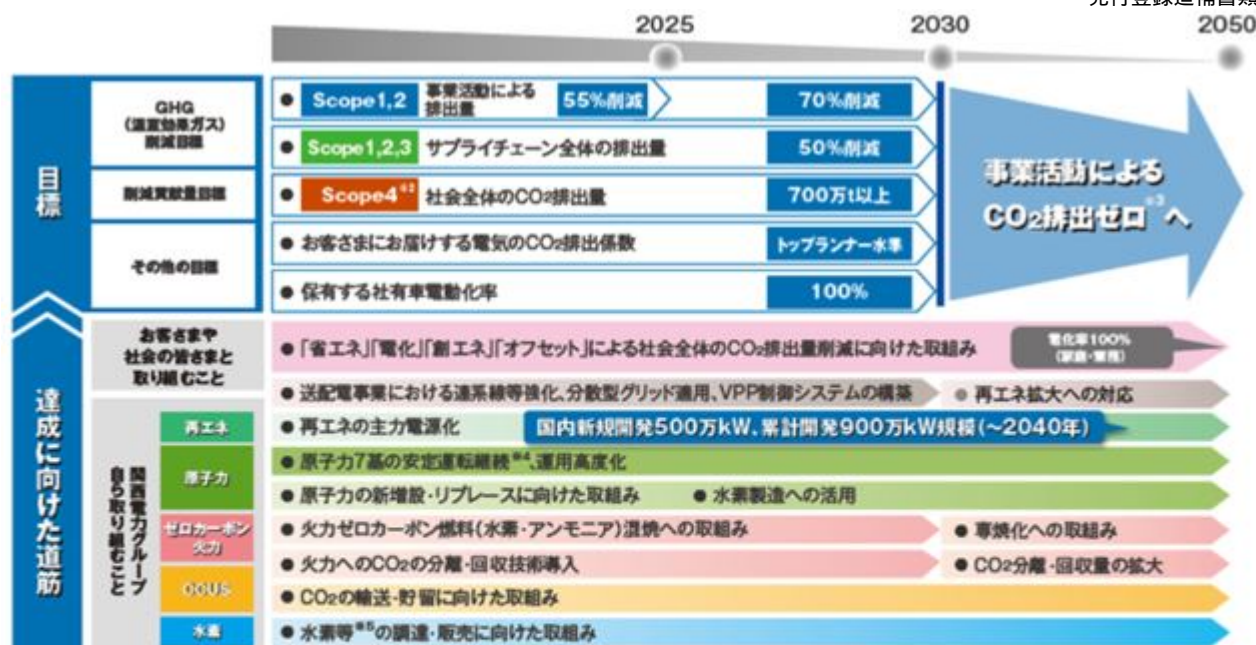 発行登録追補書類
2025 2030 2050
目標
GHG
(温室効果ガス)
削減目標
● Scope1,2 事業活動による
排出量 55%削減 70%削減
● Scope1,2,3 サプライチェーン全体の排出量 50%削減
削減貢献量目標
● Scope4※2 社会全体のCO2排出量 700万t以上
その他の目標
● お客さまにお届けする電気のCO2排出係数 トップランナー水準
● 保有する社有車電動化率 100%
事業活動による
CO2排出ゼロ※3へ
達成に向けた道筋
お客さまや
社会の皆さまと
取り組むこと
● 「省エネ」「電化」「創エネ」「オフセット」による社会全体のCO2排出量削減に向けた取組み
電化率100%
(家庭・業務)
関西電力グループ
自ら取り組むこと
● 送配電事業における連系線等強化、分散型グリッド適用、VPP制御システムの構築 ● 再エネ拡大への対応
再エネ
● 再エネの主力電源化 国内新規開発500万kW、累計開発900万kW規模(~2040年)
原子力
● 原子力7基の安定運転継続※4、運用高度化
● 原子力の新増設・リプレースに向けた取組み ● 水素製造への活用
ゼロカーボン
火力
● 火力ゼロカーボン燃料(水素・アンモニア)混焼への取組み ● 専焼化への取組み
● 火力へのCO2の分離・回収技術導入 ● CO2分離・回収量の拡大
CCUS
● CO2の輸送・貯留に向けた取組み
水素
● 水素等※5の調達・販売に向けた取組み